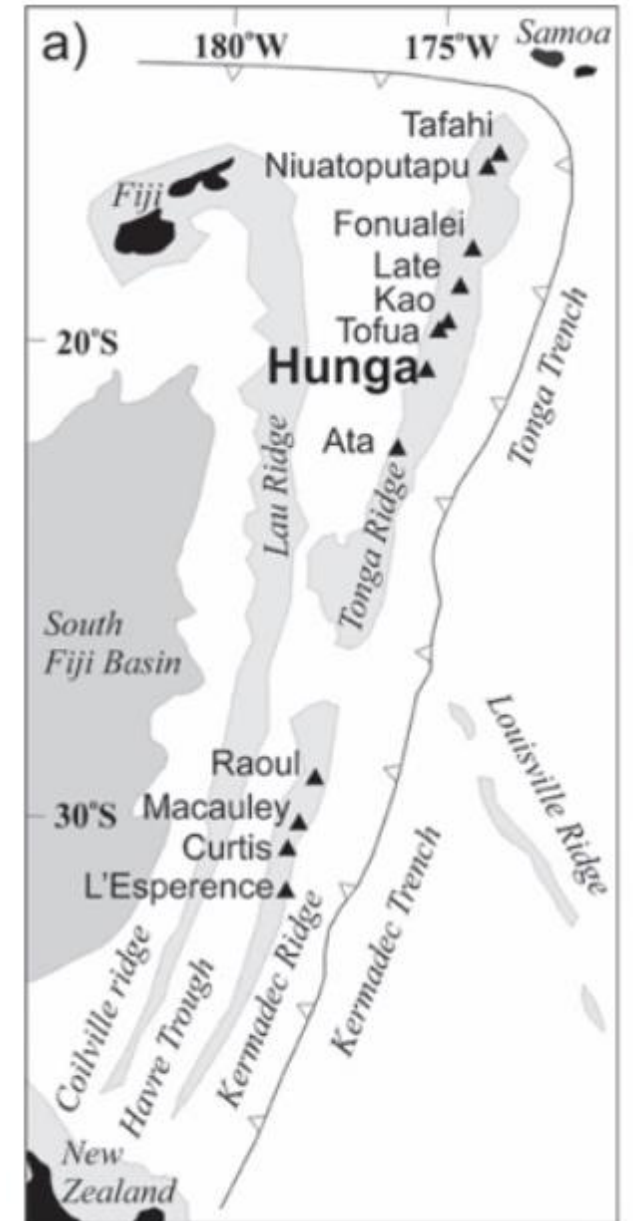 a)
180°W
175°W
Samoa
Tafahi
Niuatoputapu
Fiji
Fonualei
Late
Kao
Tofua
20°S
Hunga
Tonga Trench
Ata
Lau Ridge
Tonga Ridge
South
Fiji Basin
Louisville Ridge
Raoul
30°S
Macauley
Curtis
L'Esperence
Kermadec Trench
Coilville ridge
Havre Trough
Kermadec Ridge
New
Zealand